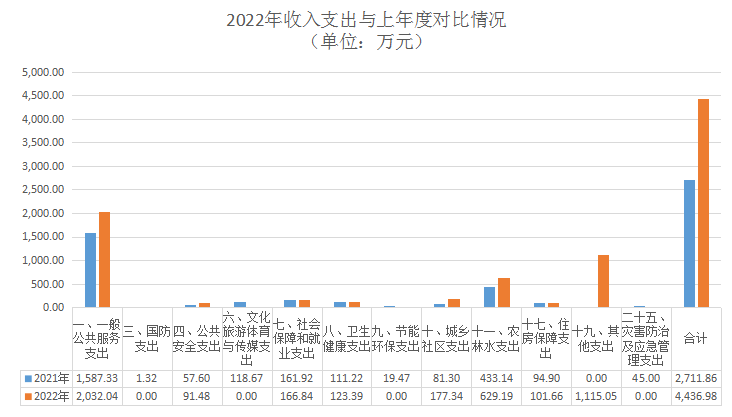 2022年收入支出与上年度对比情况
（单位：万元）
5,000.00
4,500.00
4,000.00
3,500.00
3,000.00
2,500.00
2,000.00
1,500.00
1,000.00
500.00
0.00
一、一般
公共服务
支出
三、国防
支出
四、公共
安全支出
六、文化
旅游体育
与传媒支
出
七、社会
保障和就
业支出
八、卫生
健康支出
九、节能
环保支出
十、城乡
社区支出
十一、农
林水支出
十七、住
房保障支
出
十九、其
他支出
二十五、
灾害防治
及应急管
理支出
合计
2021年 1,587.33 1.32 57.60 118.67 161.92 111.22 19.47 81.30 433.14 94.90 0.00 45.00 2,711.86
2022年 2,032.04 0.00 91.48 0.00 166.84 123.39 0.00 177.34 629.19 101.66 1,115.05 0.00 4,436.98